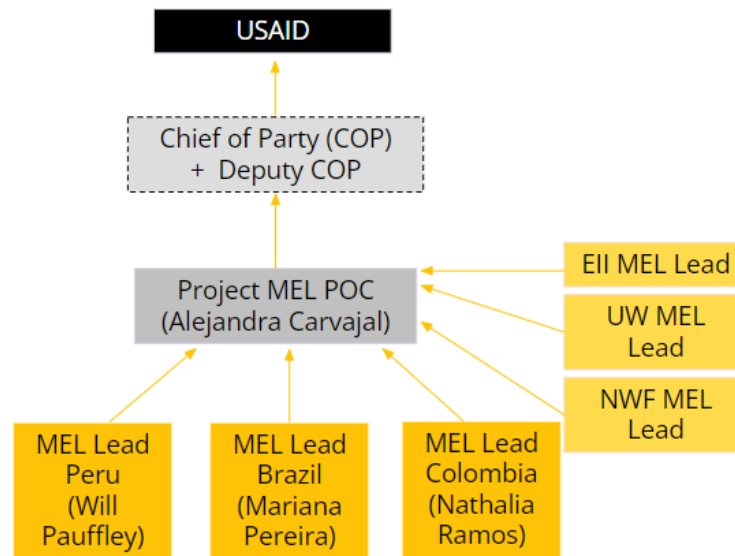 USAID
Chief of Party (COP)
+ Deputy COP
Project MEL POC
(Alejandra Carvajal)
EII MEL Lead
UW MEL
Lead
NWF MEL
Lead
MEL Lead
Peru
(Will
Pauffley)
MEL Lead
Brazil
(Mariana
Pereira)
MEL Lead
Colombia
(Nathalia
Ramos)